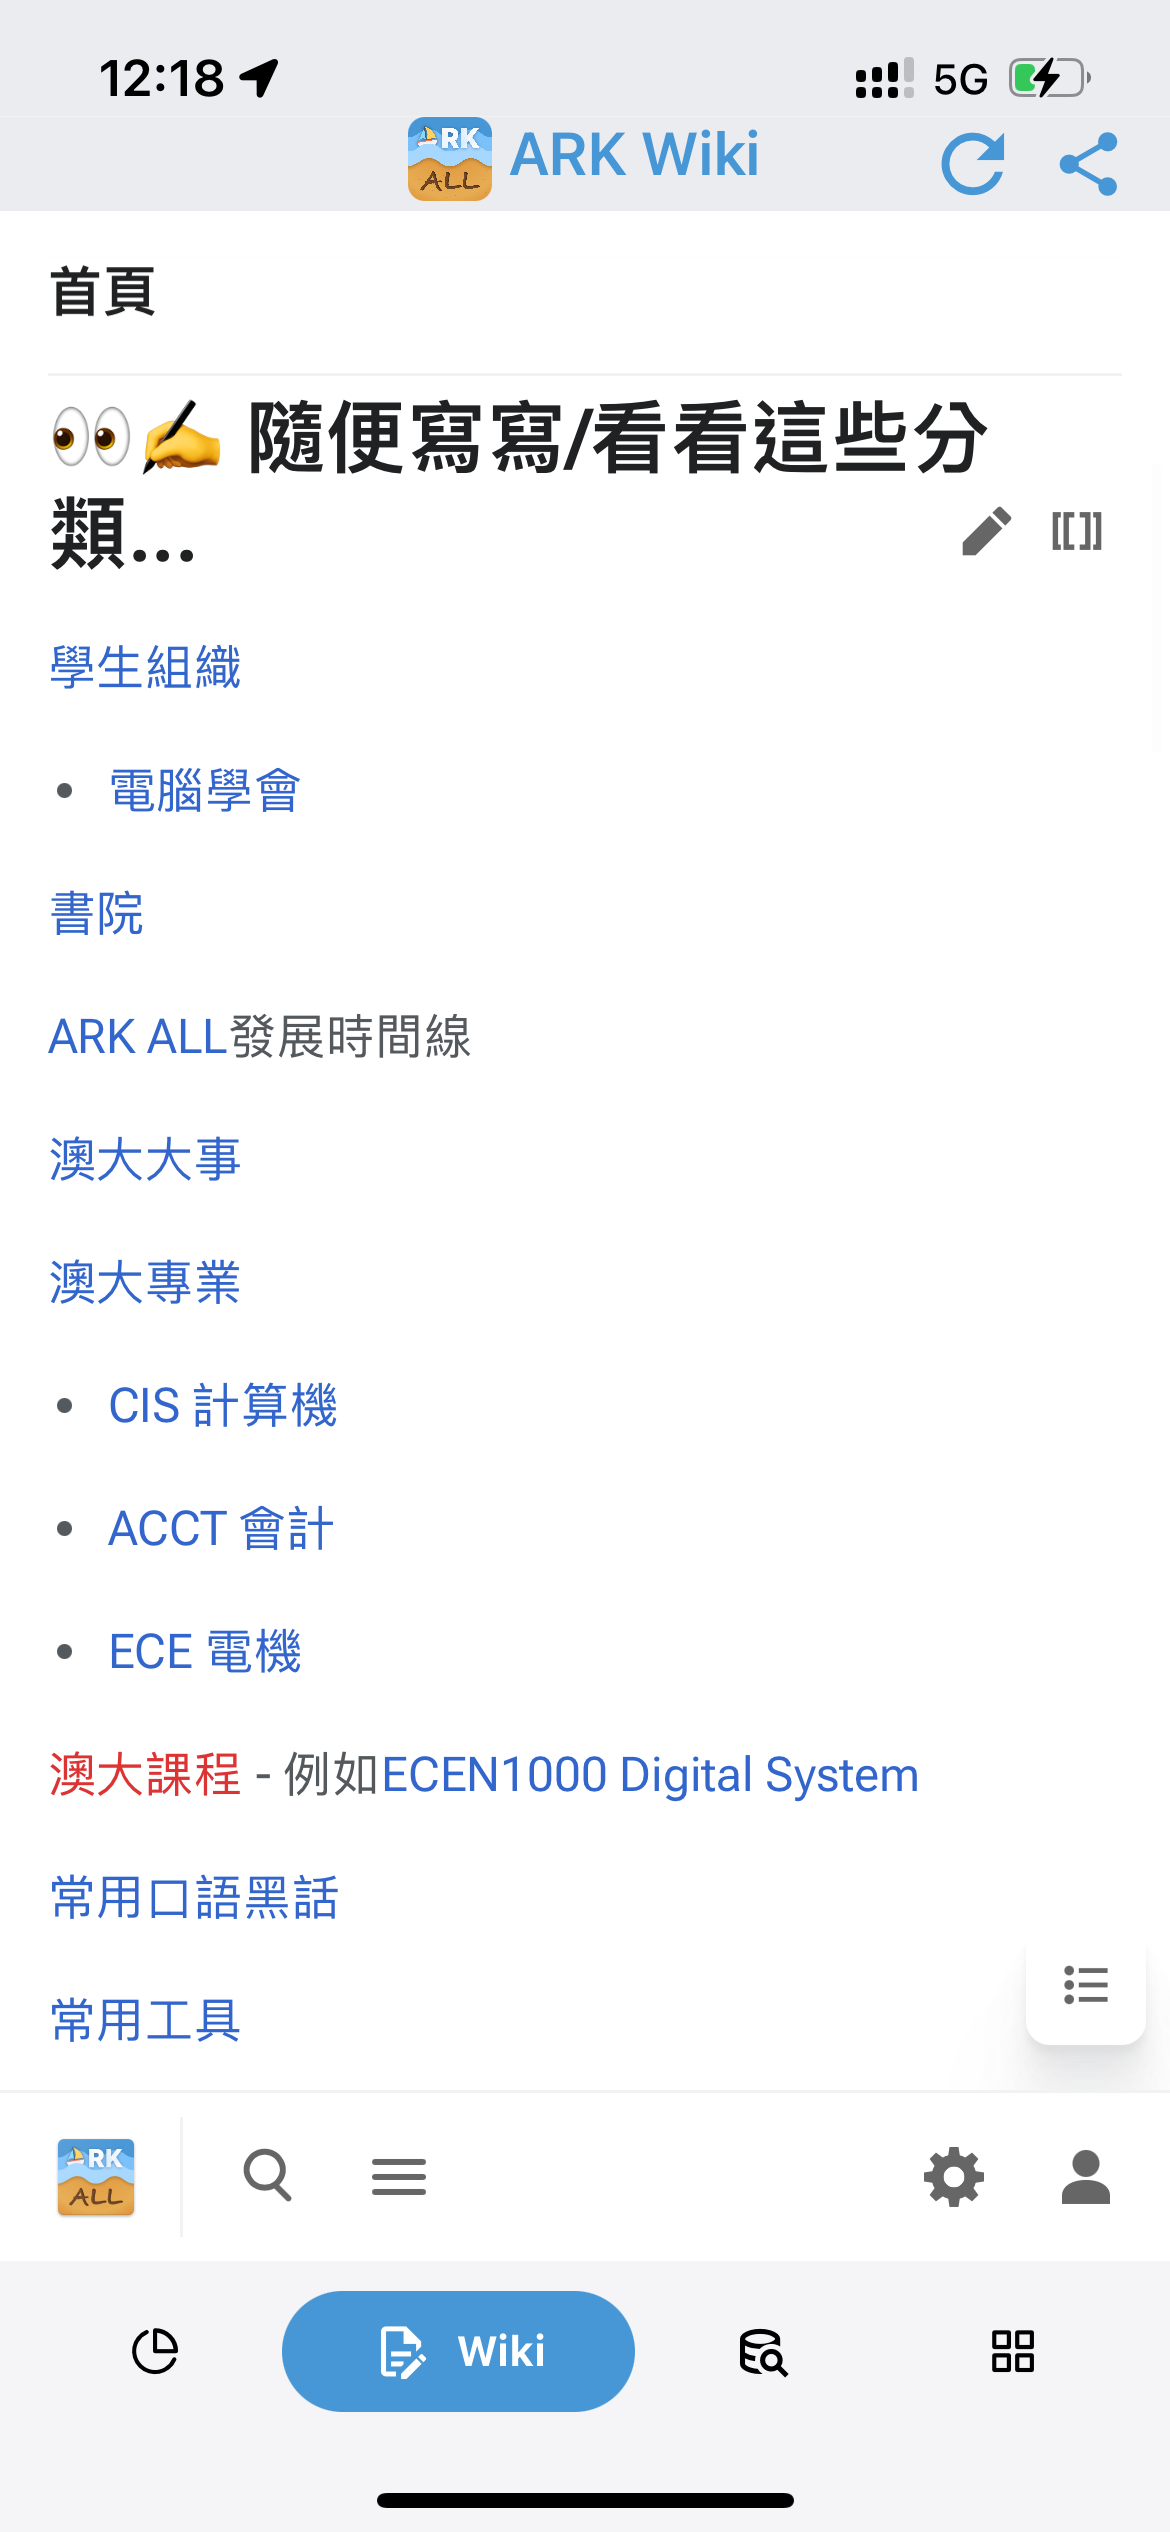 12:18
5G
ARK ALL
ARK Wiki
首頁
👀✍️ 隨便寫寫/看看這些分
類...
學生組織
• 電腦學會
書院
ARK ALL發展時間線
澳大大事
澳大專業
• CIS 計算機
• ACCT 會計
• ECE 電機
澳大課程 - 例如ECEN1000 Digital System
常用口語黑話
常用工具
ARK ALL
Wiki